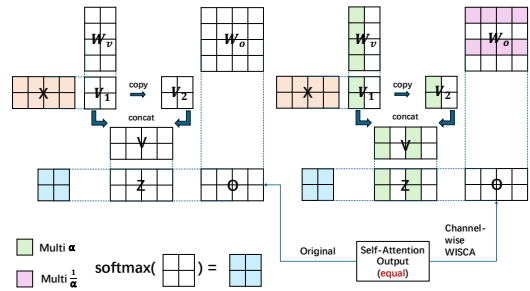 W_v
W_o
X
V_1
copy
V_2
concat
V
Z
O
W_v
W_o
X
V_1
copy
V_2
concat
V
Z
O
Multi α
Multi 1/α
softmax( ) =
Original
Self-Attention
Output
(equal)
Channel-
wise
WISCA